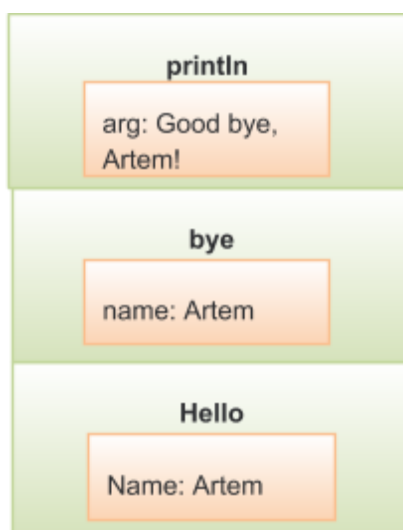 println
arg: Good bye,
Artem!
bye
name: Artem
Hello
Name: Artem